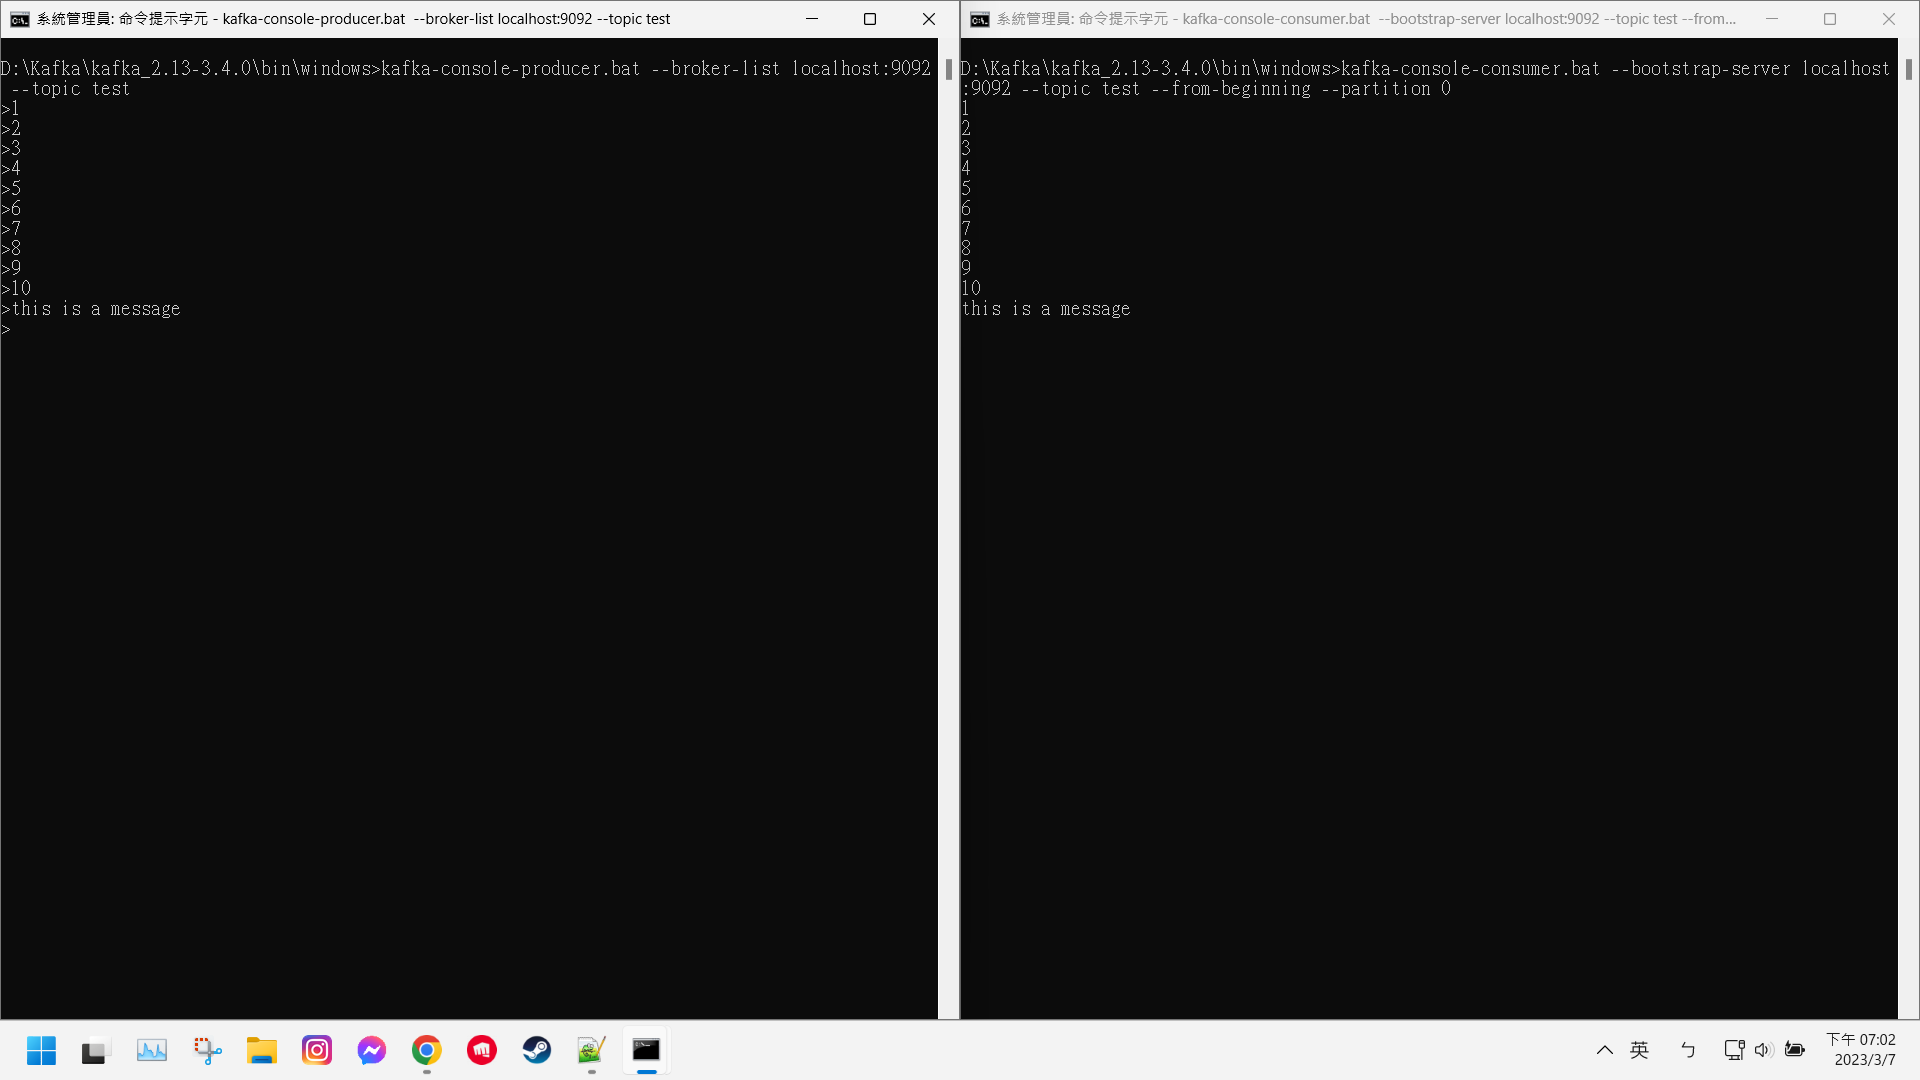 系統管理員: 命令提示字元 - kafka-console-producer.bat  --broker-list localhost:9092 --topic test
D:\Kafka\kafka_2.13-3.4.0\bin\windows>kafka-console-producer.bat --broker-list localhost:9092
 --topic test
>1
>2
>3
>4
>5
>6
>7
>8
>9
>10
>this is a message
>
系統管理員: 命令提示字元 - kafka-console-consumer.bat  --bootstrap-server localhost:9092 --topic test --from...
D:\Kafka\kafka_2.13-3.4.0\bin\windows>kafka-console-consumer.bat --bootstrap-server localhost
:9092 --topic test --from-beginning --partition 0
1
2
3
4
5
6
7
8
9
10
this is a message
英 ㄅ
下午 07:02
2023/3/7